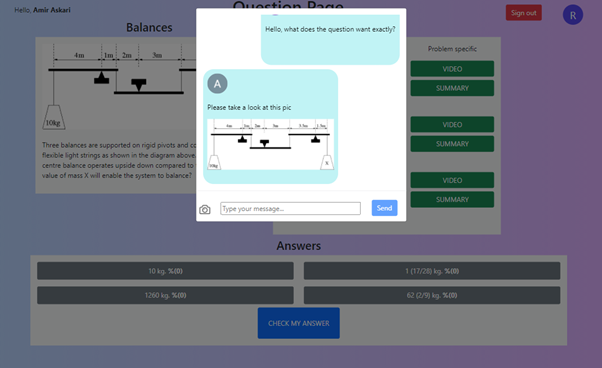 Hello, Amir Askari
Question Page
Sign out
R
Balances
4m 1m 2m 3m
10kg
Three balances are supported on rigid pivots and co
flexible light strings as shown in the diagram above.
centre balance operates upside down compared to
value of mass X will enable the system to balance?
Hello, what does the question want exactly?
A
Please take a look at this pic
4m 1m 2m 3m 3.5m 1.5m
10kg
X
Type your message...
Send
Problem specific
VIDEO
SUMMARY
VIDEO
SUMMARY
VIDEO
SUMMARY
Answers
10 kg. %(0)
1 (17/28) kg. %(0)
1260 kg. %(0)
62 (2/9) kg. %(0)
CHECK MY ANSWER